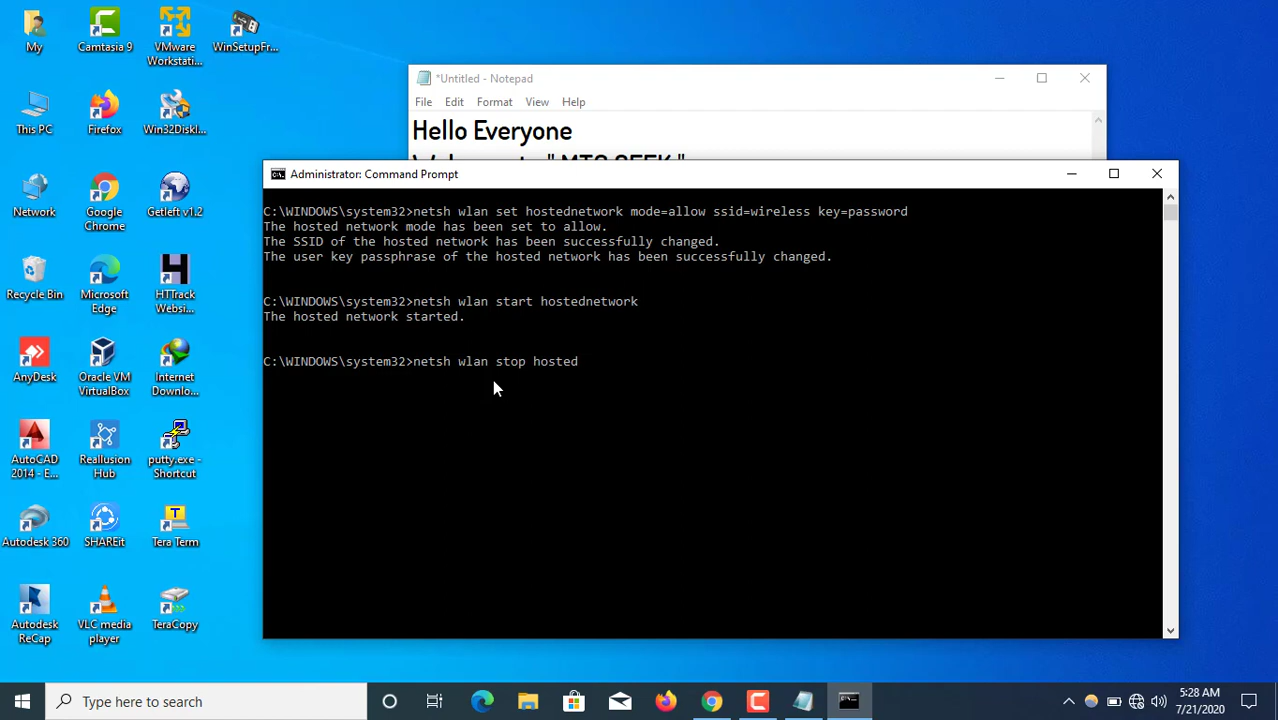 My
Camtasia 9
VMware
Workstati...
WinSetupFr...
This PC
Firefox
Win32DiskI...
Network
Google
Chrome
Getleft v1.2
Recycle Bin
Microsoft
Edge
HTTrack
Websi...
AnyDesk
Oracle VM
VirtualBox
Internet
Downlo...
AutoCAD
2014 - E...
Reallusion
Hub
putty.exe -
Shortcut
Autodesk 360
SHAREit
Tera Term
Autodesk
ReCap
VLC media
player
TeraCopy
*Untitled - Notepad
File Edit Format View Help
Hello Everyone
Administrator: Command Prompt
C:\WINDOWS\system32>netsh wlan set hostednetwork mode=allow ssid=wireless key=password
The hosted network mode has been set to allow.
The SSID of the hosted network has been successfully changed.
The user key passphrase of the hosted network has been successfully changed.
C:\WINDOWS\system32>netsh wlan start hostednetwork
The hosted network started.
C:\WINDOWS\system32>netsh wlan stop hosted
Type here to search
5:28 AM
7/21/2020